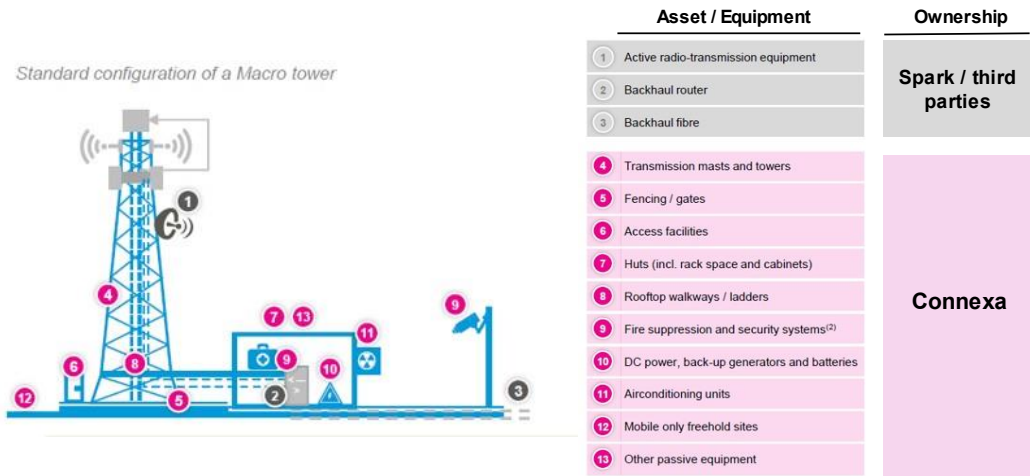 Asset / Equipment
Ownership
Standard configuration of a Macro tower
1 Active radio-transmission equipment
2 Backhaul router
3 Backhaul fibre
Spark / third
parties
4 Transmission masts and towers
5 Fencing / gates
6 Access facilities
7 Huts (incl. rack space and cabinets)
8 Rooftop walkways / ladders
9 Fire suppression and security systems(2)
10 DC power, back-up generators and batteries
11 Airconditioning units
12 Mobile only freehold sites
13 Other passive equipment
Connexa
1
4
9
7 13
11
6
8
9
10
2
12
5
3